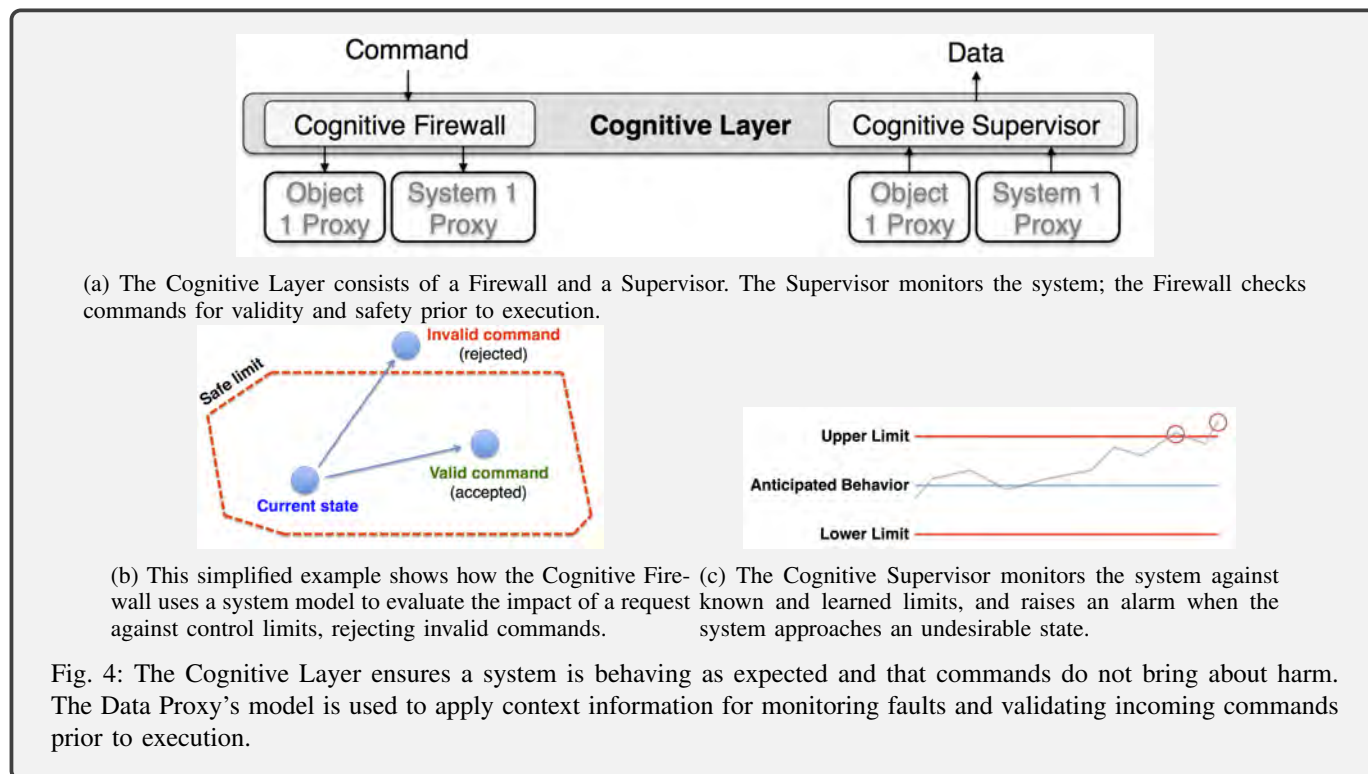 Command
Data
Cognitive Firewall
Cognitive Layer
Cognitive Supervisor
Object
1 Proxy
System 1
Proxy
Object
1 Proxy
System 1
Proxy
(a) The Cognitive Layer consists of a Firewall and a Supervisor. The Supervisor monitors the system; the Firewall checks
commands for validity and safety prior to execution.
Safe limit
Invalid command
(rejected)
Valid command
(accepted)
Current state
Upper Limit
Anticipated Behavior
Lower Limit
(b) This simplified example shows how the Cognitive Fire-
wall uses a system model to evaluate the impact of a request
against control limits, rejecting invalid commands.
(c) The Cognitive Supervisor monitors the system against
known and learned limits, and raises an alarm when the
system approaches an undesirable state.
Fig. 4: The Cognitive Layer ensures a system is behaving as expected and that commands do not bring about harm.
The Data Proxy's model is used to apply context information for monitoring faults and validating incoming commands
prior to execution.